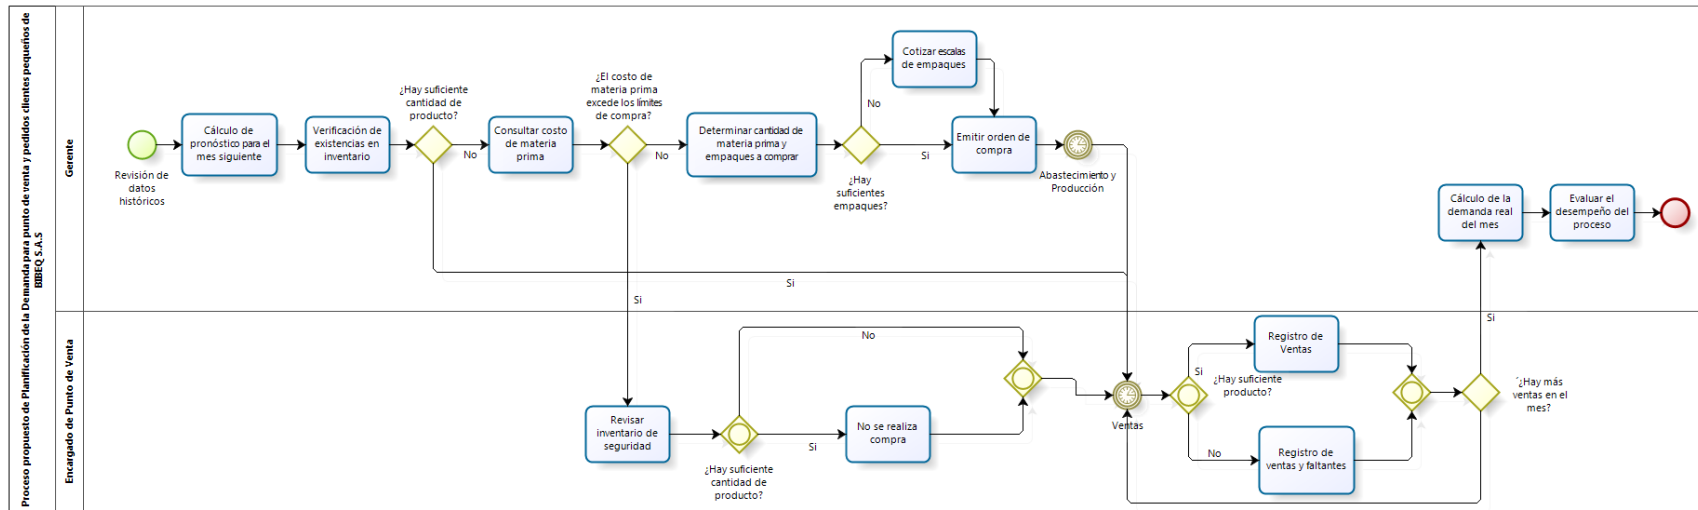 Proceso propuesto de Planificación de la Demanda para punto de venta y pedidos clientes pequeños de
BIBEQ S.A.S
Gerente
Revisión de
datos
históricos
Cálculo de
pronóstico para el
mes siguiente
Verificación de
existencias en
inventario
¿Hay suficiente
cantidad de
producto?
No
Si
Consultar costo
de materia
prima
¿El costo de
materia prima
excede los límites
de compra?
No
Si
Determinar cantidad de
materia prima y
empaques a comprar
¿Hay
suficientes
empaques?
No
Si
Cotizar escalas
de empaques
Emitir orden de
compra
Abastecimiento y
Producción
Cálculo de la
demanda real
del mes
Evaluar el
desempeño del
proceso
Encargado de Punto de Venta
Revisar
inventario de
seguridad
¿Hay suficiente
cantidad de
producto?
No
Si
No se realiza
compra
Ventas
Si
¿Hay suficiente
producto?
No
Registro de
Ventas
Registro de
ventas y faltantes
Si
´¿Hay más
ventas en el
mes?